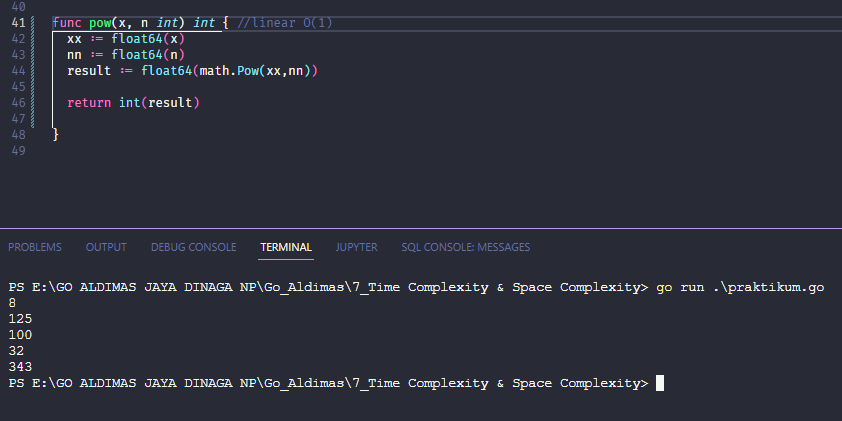 40
41 func pow(x, n int) int { //linear O(1)
42 xx := float64(x)
43 nn := float64(n)
44 result := float64(math.Pow(xx,nn))
45
46 return int(result)
47
48 }
49
PROBLEMS OUTPUT DEBUG CONSOLE TERMINAL JUPYTER SQL CONSOLE: MESSAGES
PS E:\GO ALDIMAS JAYA DINAGA NP\Go_Aldimas\7_Time Complexity & Space Complexity> go run .\praktikum.go
8
125
100
32
343
PS E:\GO ALDIMAS JAYA DINAGA NP\Go_Aldimas\7_Time Complexity & Space Complexity>